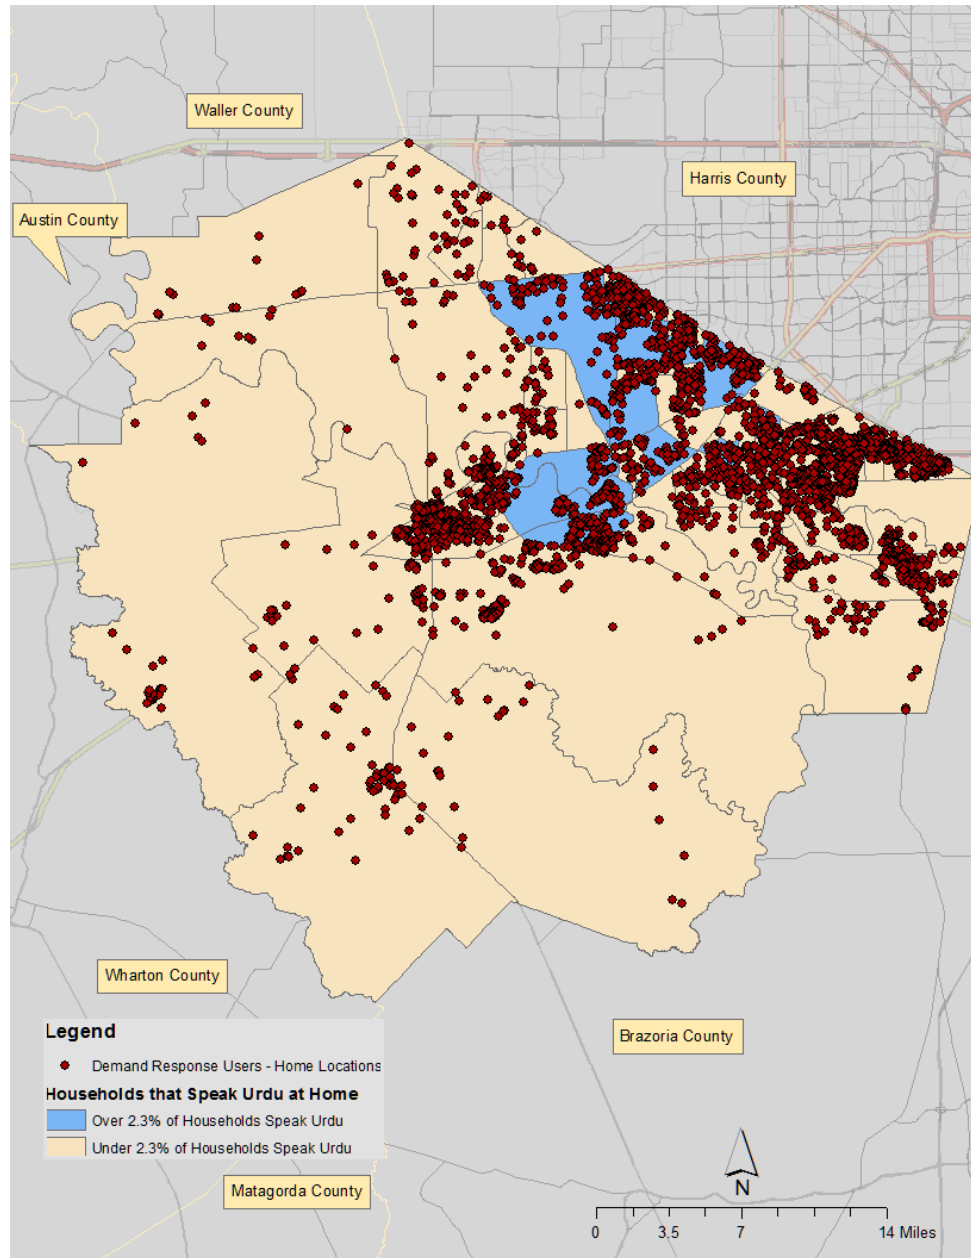 Waller County
Harris County
Austin County
Wharton County
Brazoria County
Legend
Demand Response Users - Home Locations
Households that Speak Urdu at Home
Over 2.3% of Households Speak Urdu
Under 2.3% of Households Speak Urdu
Matagorda County
N
0 3.5 7 14 Miles